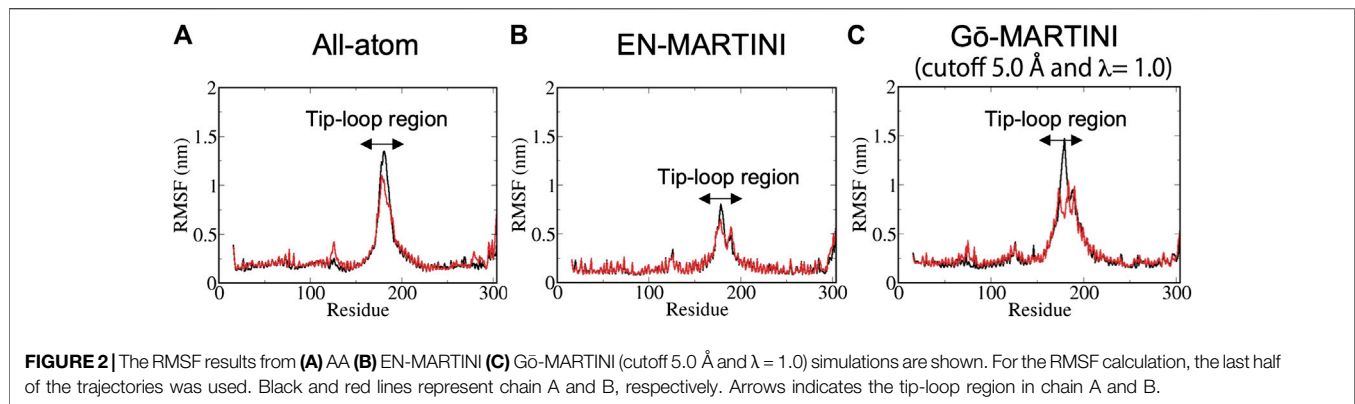 A
All-atom
2
1.5
1
0.5
0
RMSF (nm)
Tip-loop region
0
100
200
300
Residue
B
EN-MARTINI
2
1.5
1
0.5
0
RMSF (nm)
Tip-loop region
0
100
200
300
Residue
C
Gō-MARTINI
(cutoff 5.0 Å and λ= 1.0)
2
1.5
1
0.5
0
RMSF (nm)
Tip-loop region
0
100
200
300
Residue
FIGURE 2 | The RMSF results from (A) AA (B) EN-MARTINI (C) Gō-MARTINI (cutoff 5.0 Å and λ = 1.0) simulations are shown. For the RMSF calculation, the last half
of the trajectories was used. Black and red lines represent chain A and B, respectively. Arrows indicates the tip-loop region in chain A and B.